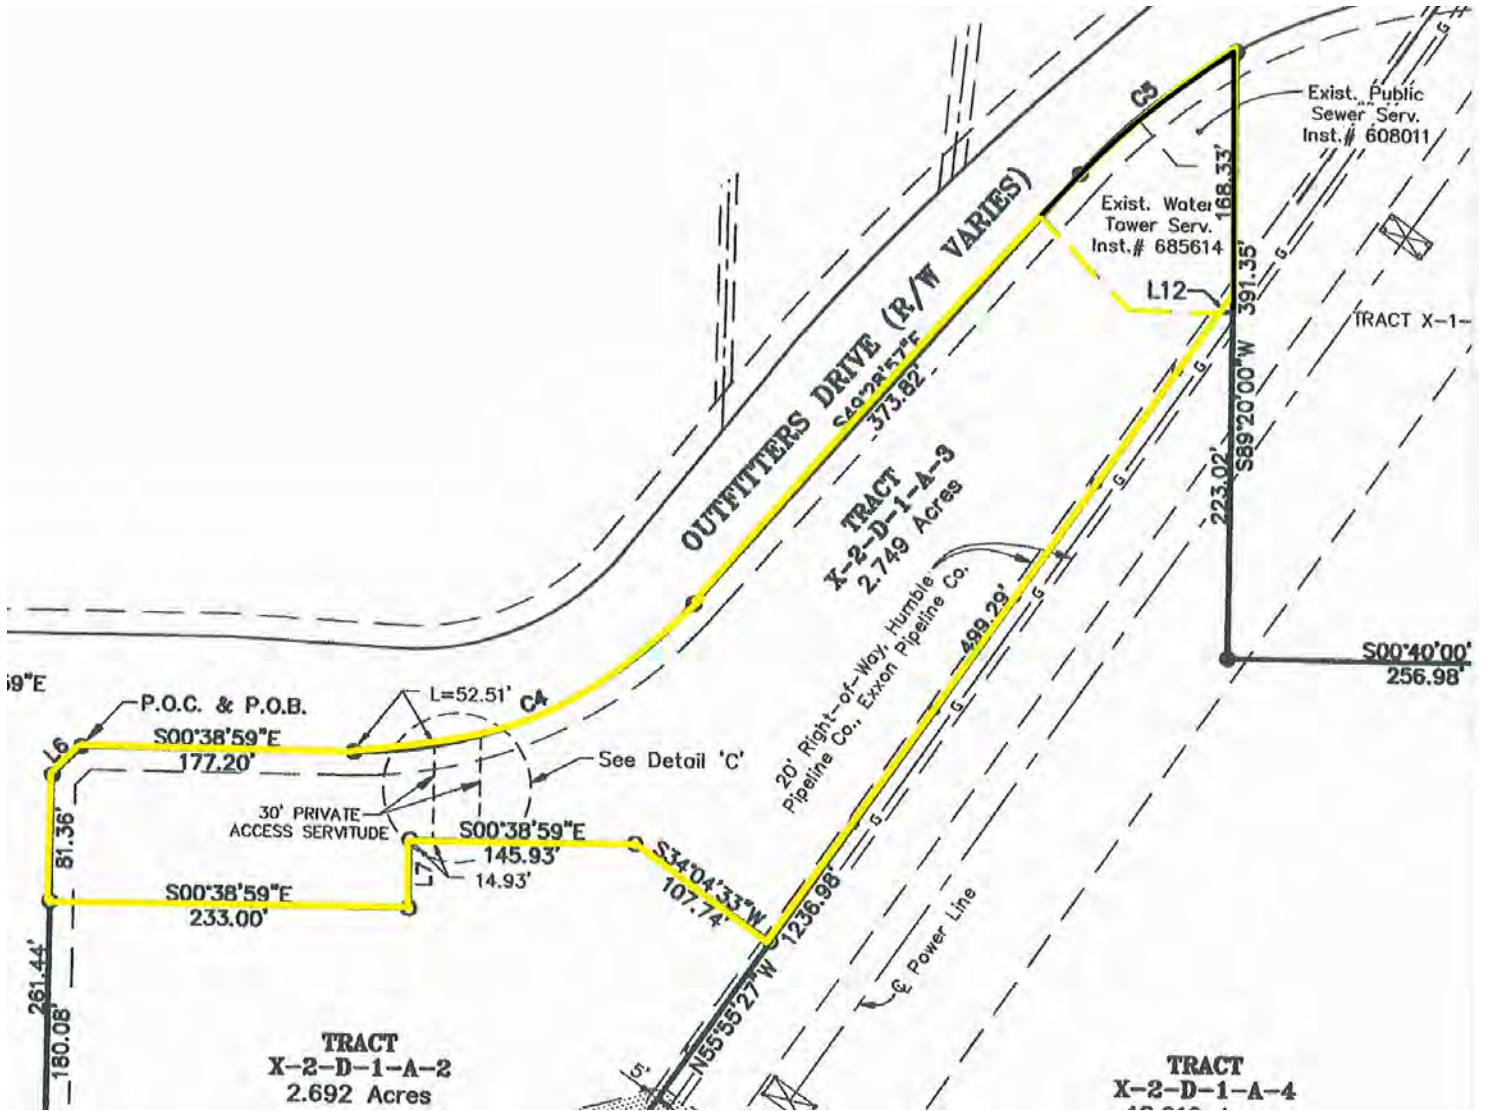 C5
G
Exist. Public
Sewer Serv.
Inst.# 608011
168.33'
Exist. Water
Tower Serv.
Inst.# 685614
G
L12
391.35'
TRACT X-1-
OUTFITTERS DRIVE (R/W VARIES)
S49°28'57"E
373.82'
G
S89°20'00"W
223.02'
G
TRACT
X-2-D-1-A-3
2.749 Acres
20' Right-of-Way, Humble
Pipeline Co., Exxon Pipeline Co.
499.29'
G
S00°40'00"
256.98'
59"E
P.O.C. & P.O.B.
L=52.51'
C4
L6
S00°38'59"E
177.20'
See Detail 'C'
G
30' PRIVATE
ACCESS SERVITUDE
81.36'
S00°38'59"E
145.93'
L7
14.93'
G
S34°04'33"W
107.74'
S00°38'59"E
233.00'
1236.98'
N55°55'27"W
℄ Power Line
261.44'
180.08'
5'
TRACT
X-2-D-1-A-2
2.692 Acres
TRACT
X-2-D-1-A-4